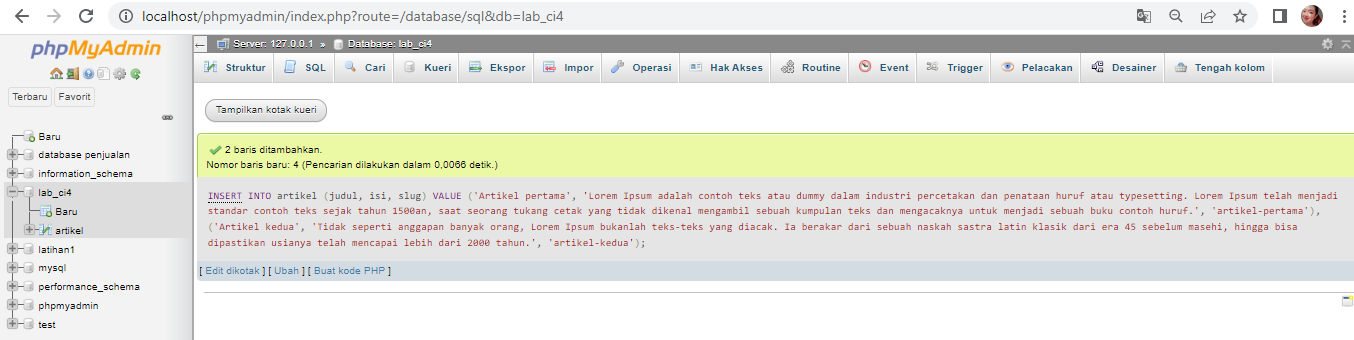 localhost/phpmyadmin/index.php?route=/database/sql&db=lab_ci4
phpMyAdmin
Terbaru Favorit
Baru
database penjualan
information_schema
lab_ci4
Baru
artikel
latihan1
mysql
performance_schema
phpmyadmin
test
Server: 127.0.0.1 » Database: lab_ci4
Struktur SQL Cari Kueri Ekspor Impor Operasi Hak Akses Routine Event Trigger Pelacakan Desainer Tengah kolom
Tampilkan kotak kueri
2 baris ditambahkan.
Nomor baris baru: 4 (Pencarian dilakukan dalam 0,0066 detik.)
INSERT INTO artikel (judul, isi, slug) VALUE ('Artikel pertama', 'Lorem Ipsum adalah contoh teks atau dummy dalam industri percetakan dan penataan huruf atau typesetting. Lorem Ipsum telah menjadi
standar contoh teks sejak tahun 1500an, saat seorang tukang cetak yang tidak dikenal mengambil sebuah kumpulan teks dan mengacaknya untuk menjadi sebuah buku contoh huruf.', 'artikel-pertama'),
('Artikel kedua', 'Tidak seperti anggapan banyak orang, Lorem Ipsum bukanlah teks-teks yang diacak. Ia berakar dari sebuah naskah sastra latin klasik dari era 45 sebelum masehi, hingga bisa
dipastikan usianya telah mencapai lebih dari 2000 tahun.', 'artikel-kedua');
[ Edit dikotak ] [ Ubah ] [ Buat kode PHP ]